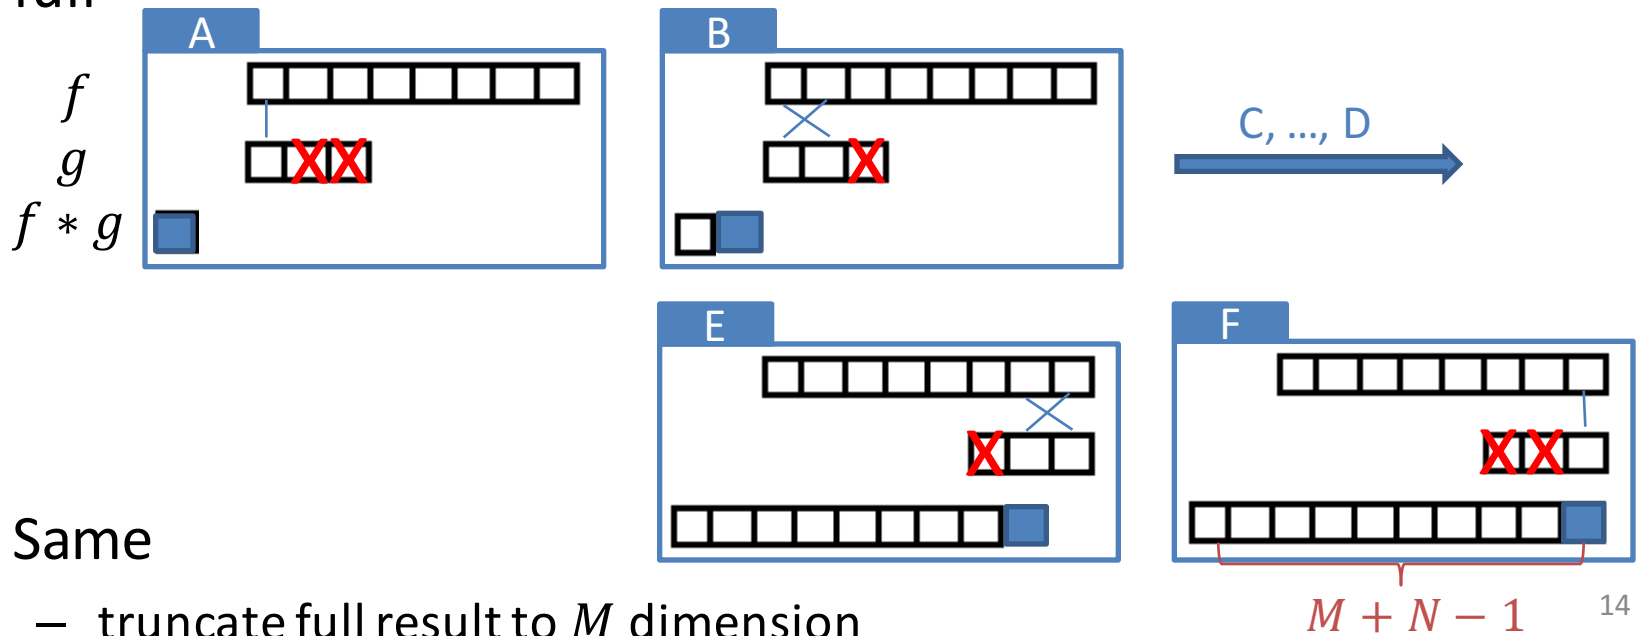 A
B
f
g
f * g
C, ..., D
E
F
Same
M + N − 1
14
– truncate full result to M dimension